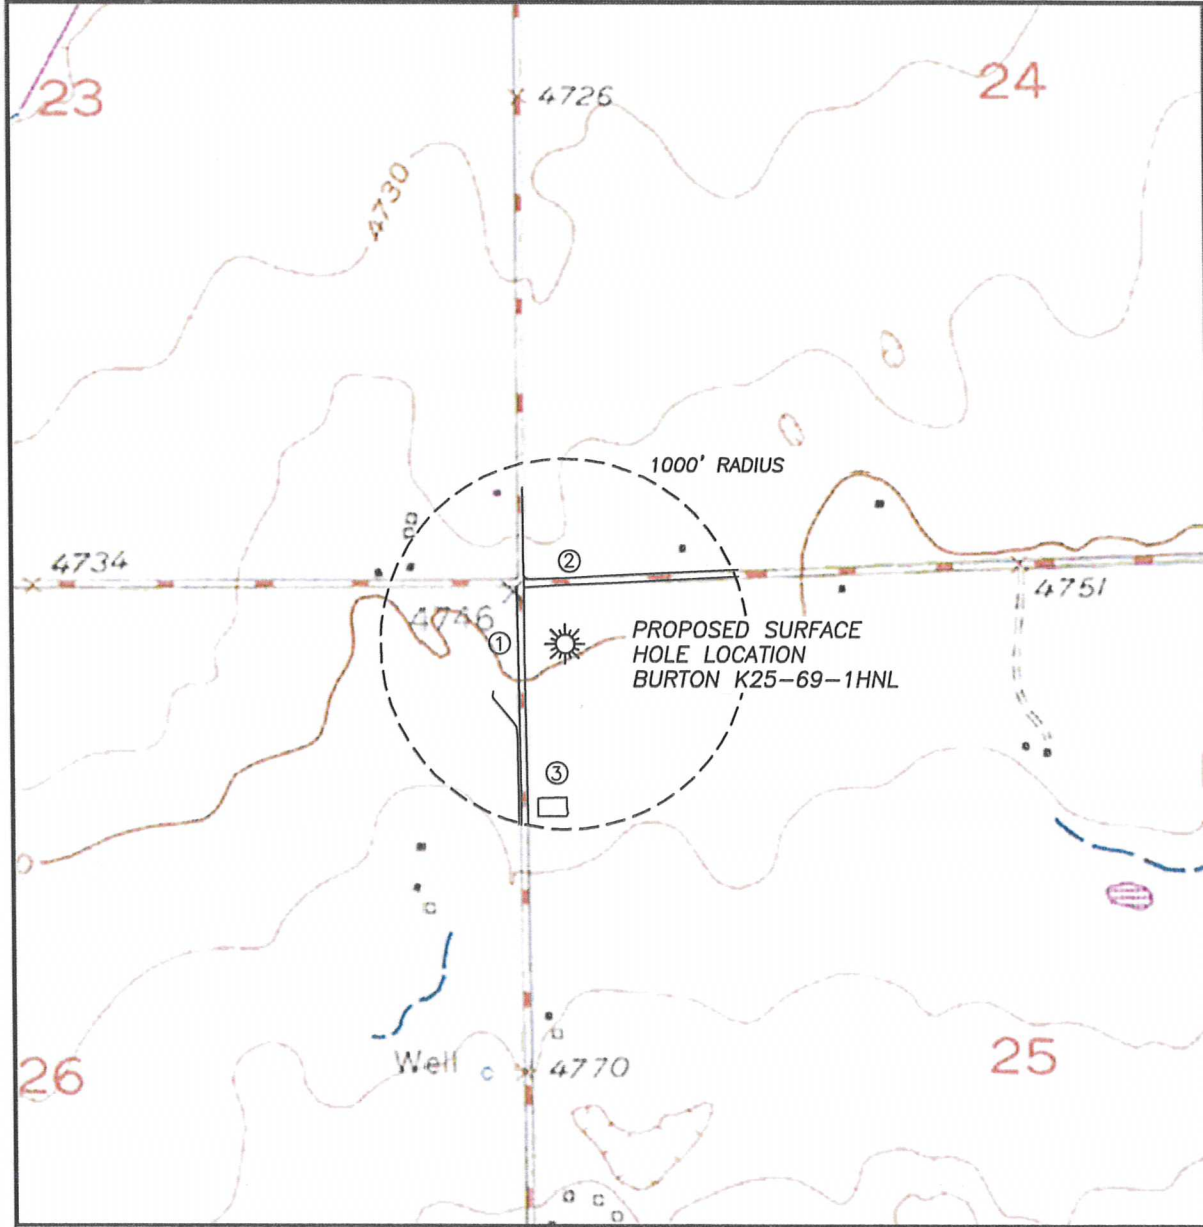 23
4726
24
4730
1000' RADIUS
4734
②
4751
4746
①
PROPOSED SURFACE
HOLE LOCATION
BURTON K25-69-1HNL
③
0
26
Well
4770
25